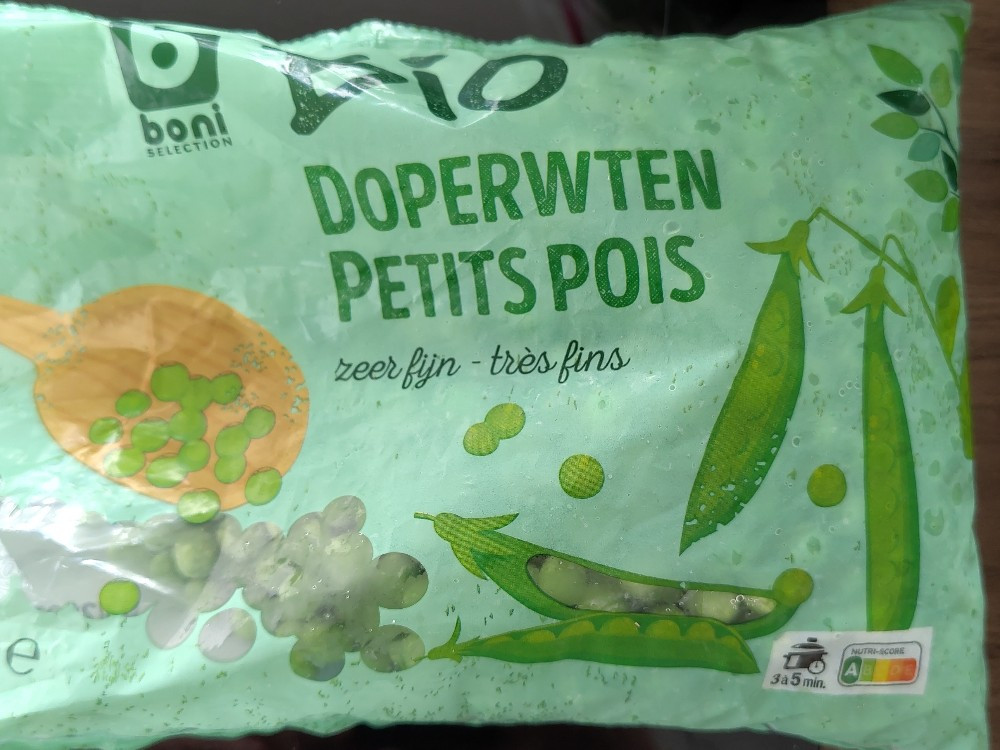 boni
SELECTION
Bio
DOPERWTEN
PETITS POIS
zeer fijn - très fins
e
3 à 5 min.
NUTRI-SCORE
A